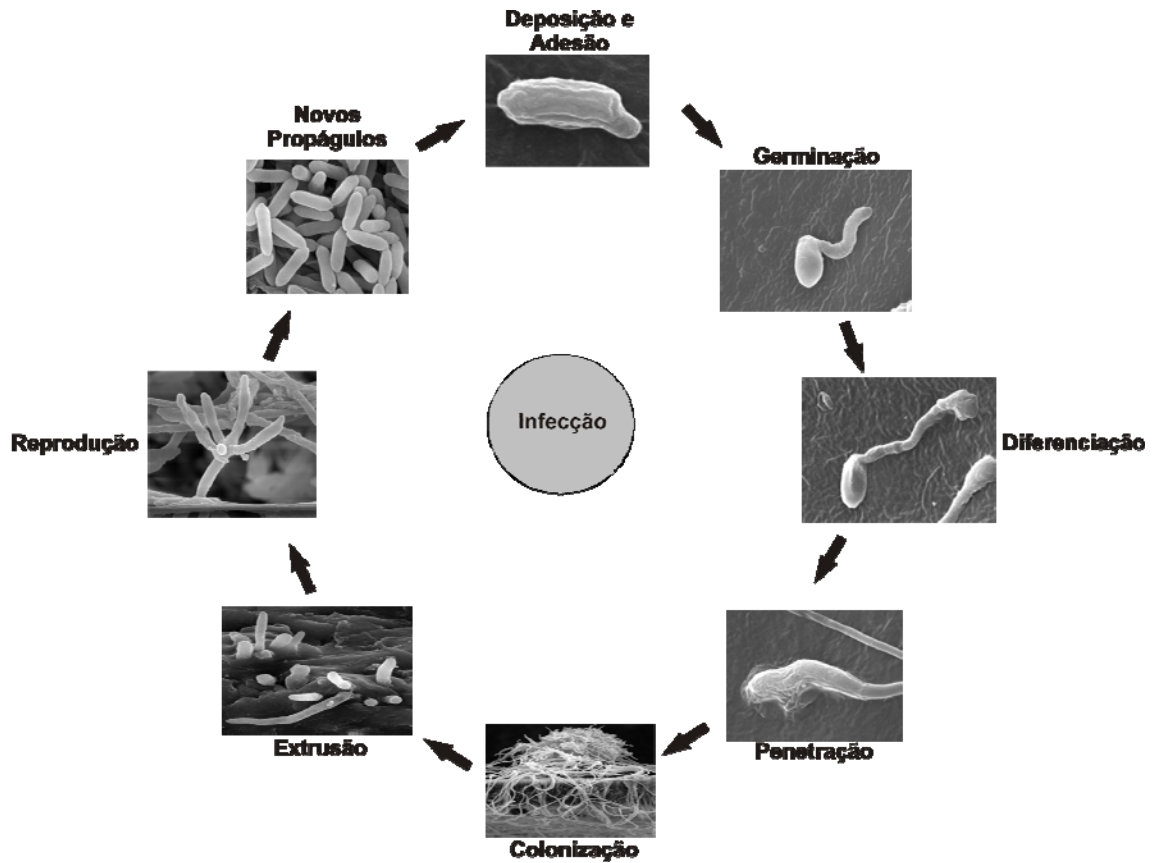 Deposição e
Adesão
Novos
Propágulos
Germinação
Infecção
Reprodução
Diferenciação
Extrusão
Penetração
Colonização